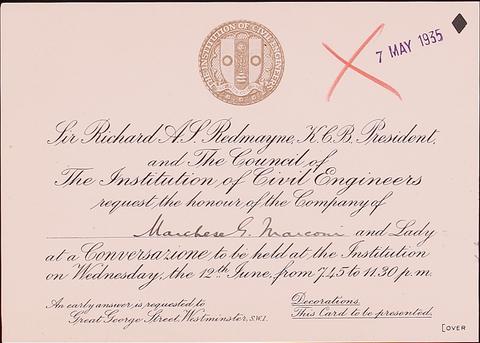 THE INSTITUTION OF CIVIL ENGINEERS
7 MAY 1935
Sir Richard A.S. Redmayne, K.C.B, President,
and The Council of
The Institution of Civil Engineers
request the honour of the Company of
Marchese G. Marconi and Lady
at a Conversazione, to be held at the Institution
on Wednesday, the 12th June, from 7.45 to 11.30 p.m.
An early answer is requested to
Great George Street, Westminster, S.W.1.
Decorations.
This Card to be presented.
[OVER